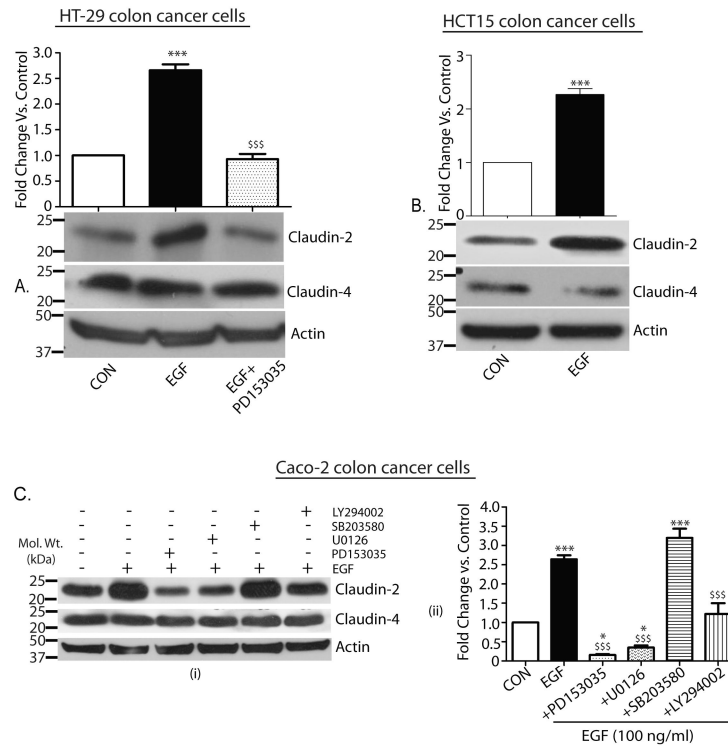 HT-29 colon cancer cells
Fold Change Vs. Control
3.0
2.5
2.0
1.5
1.0
0.5
0
***
$$$
25
20
Claudin-2
A.
25
20
Claudin-4
50
37
Actin
CON
EGF
EGF+
PD153035
HCT15 colon cancer cells
Fold Change Vs. Control
3
2
1
0
***
B.
25
20
Claudin-2
25
20
Claudin-4
50
37
Actin
CON
EGF
Caco-2 colon cancer cells
C.
- - - - - + LY294002
- - - - + - SB203580
- - - + - - U0126
- - + - - - PD153035
- + + + + + EGF
Mol. Wt.
(kDa)
25
20
Claudin-2
25
20
Claudin-4
50
37
Actin
(i)
(ii)
Fold Change vs. Control
4.0
3.5
3.0
2.5
2.0
1.5
1.0
0.5
0
***
*
$$$
*
$$$
***
$$$
CON
EGF
+PD153035
+U0126
+SB203580
+LY294002
EGF (100 ng/ml)